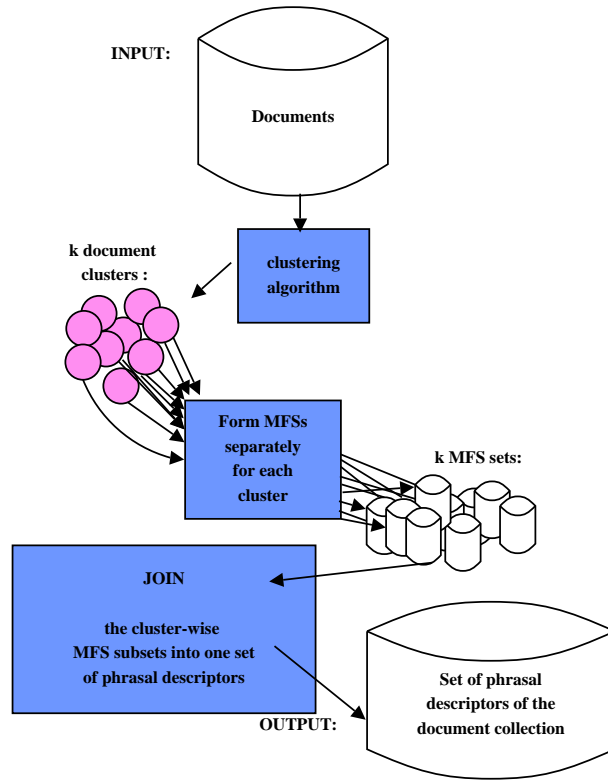 INPUT:
Documents
k document
clusters :
clustering
algorithm
Form MFSs
separately
for each
cluster
k MFS sets:
JOIN
the cluster-wise
MFS subsets into one set
of phrasal descriptors
OUTPUT:
Set of phrasal
descriptors of the
document collection